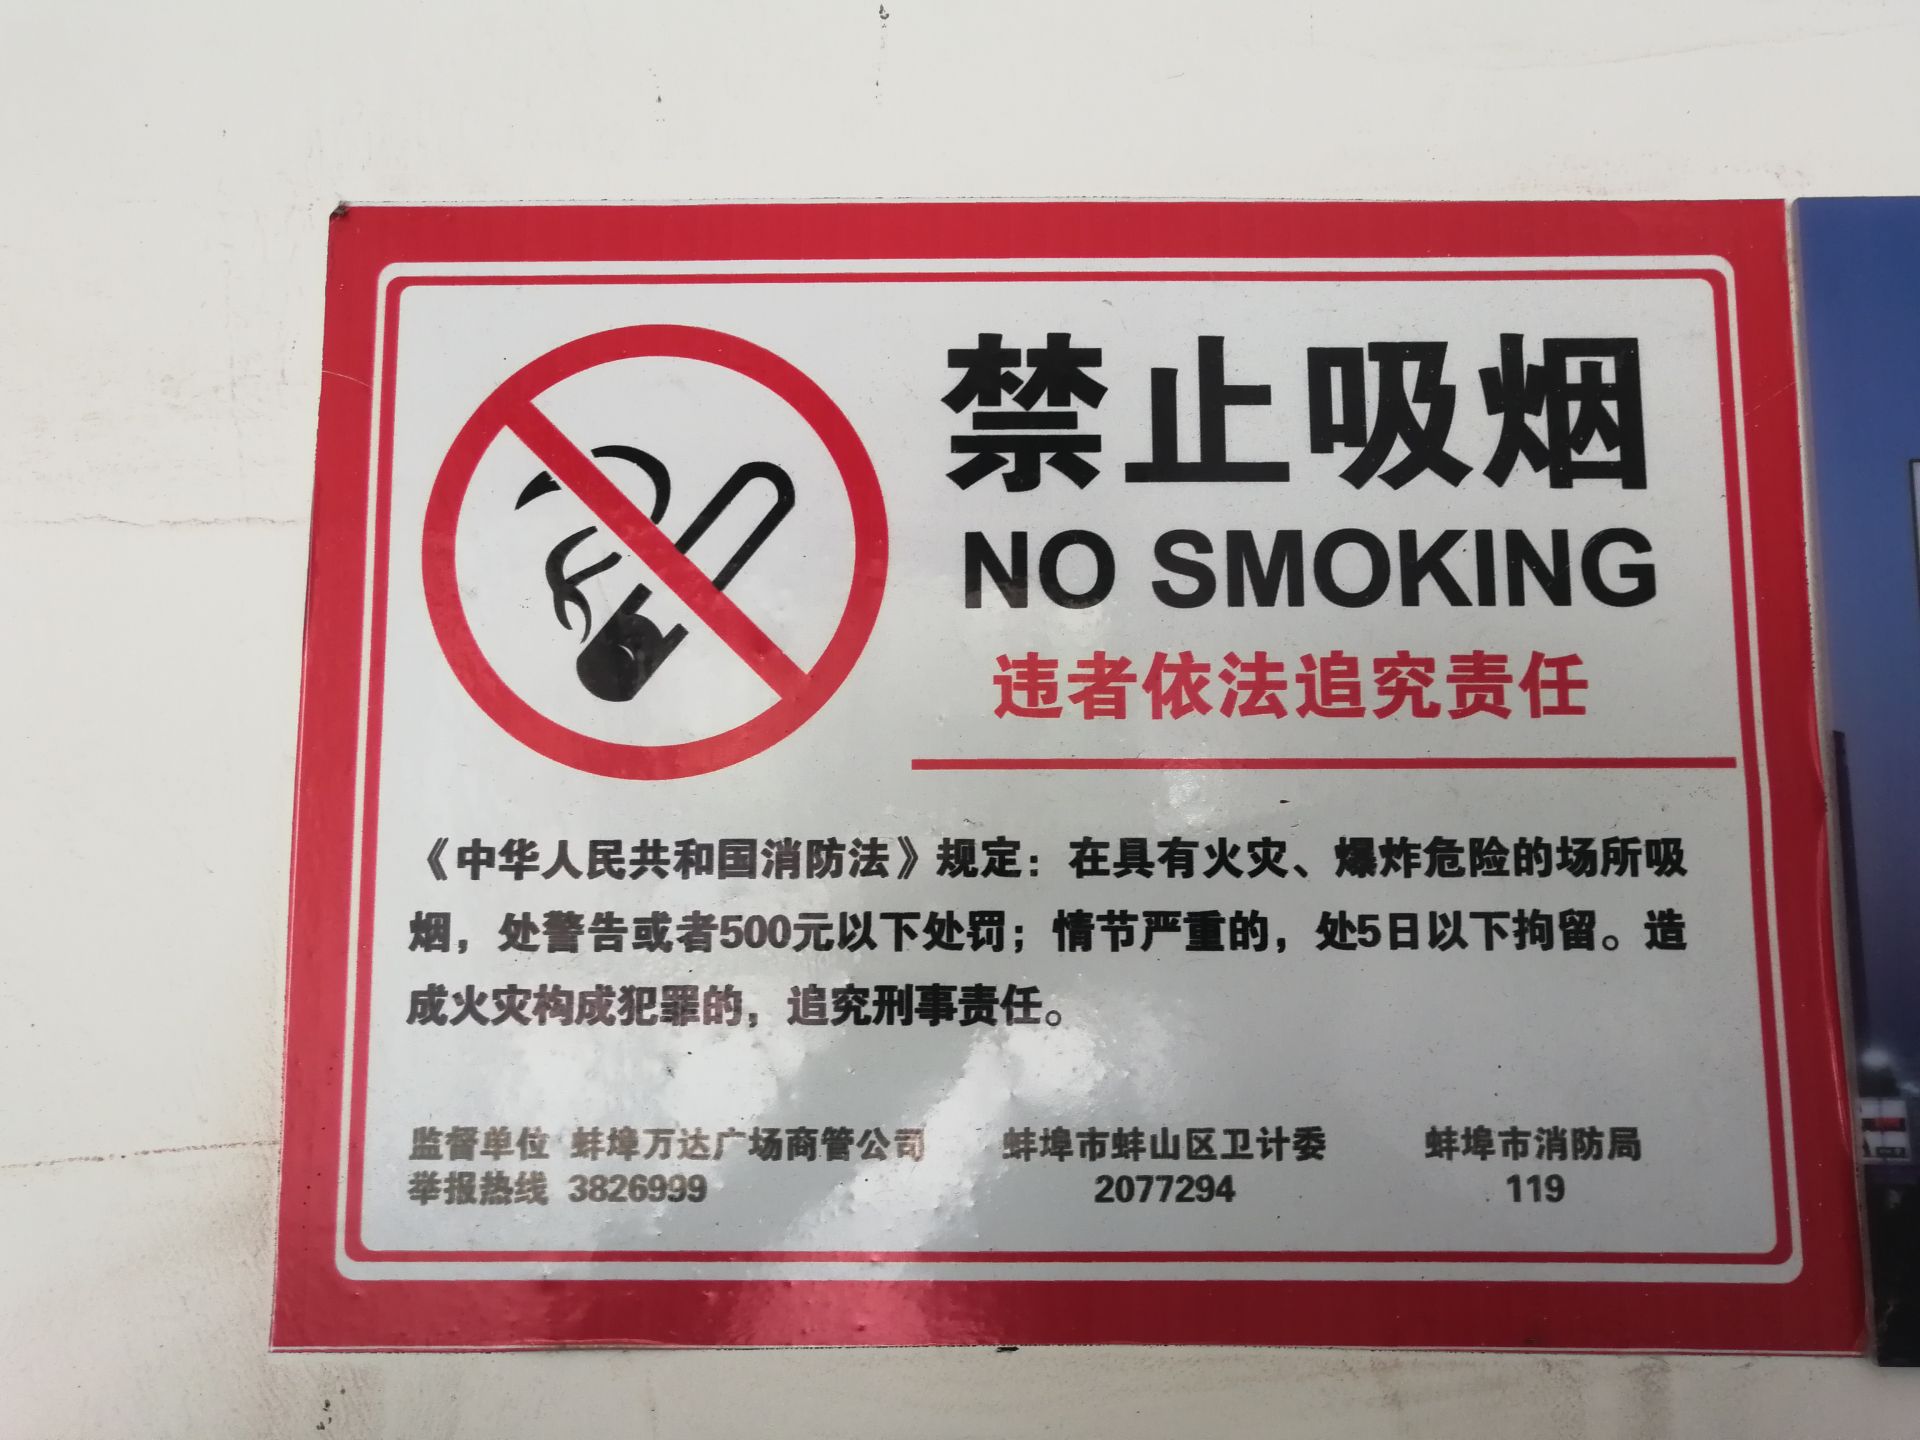 禁止吸烟
NO SMOKING
违者依法追究责任
《中华人民共和国消防法》规定：在具有火灾、爆炸危险的场所吸
烟，处警告或者500元以下处罚；情节严重的，处5日以下拘留。造
成火灾构成犯罪的，追究刑事责任。
监督单位 蚌埠万达广场商管公司 蚌埠市蚌山区卫计委 蚌埠市消防局
举报热线 3826999 2077294 119